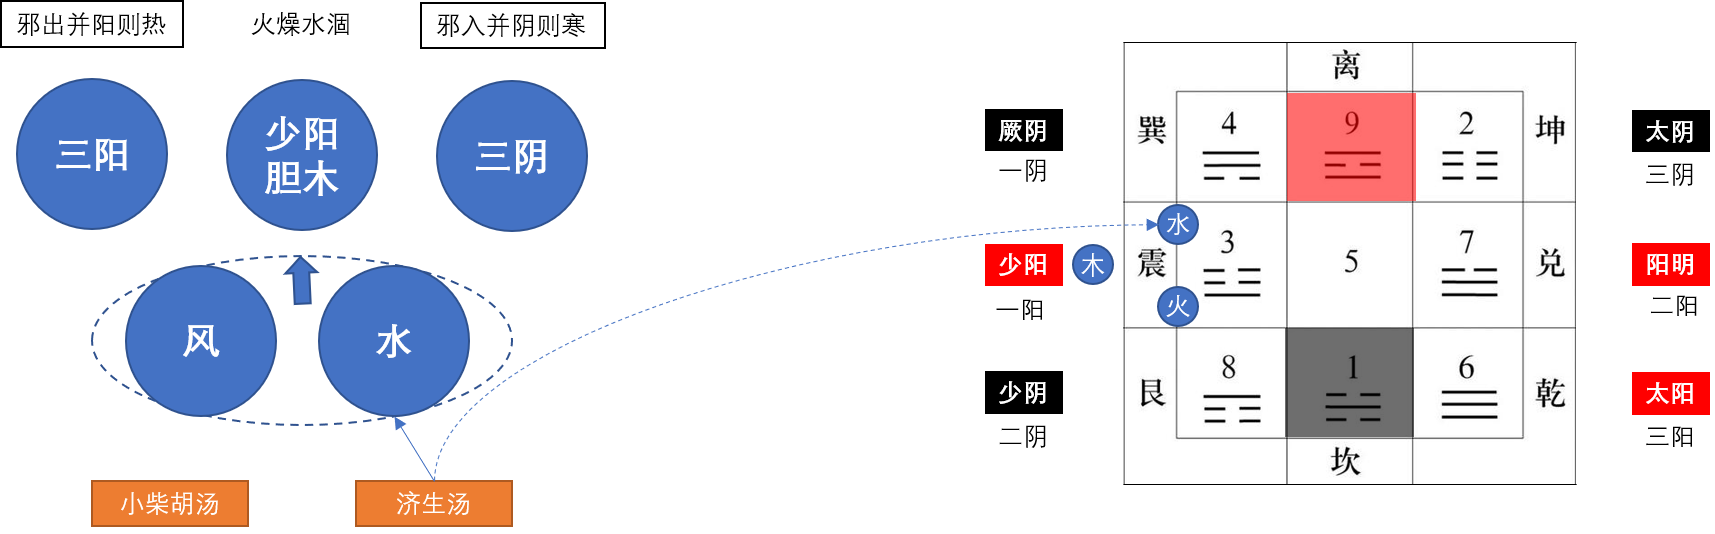 邪出并阳则热
火燥水涸
邪入并阴则寒
三阳
少阳
胆木
三阴
风
水
小柴胡汤
济生汤
离
巽
4
9
2
坤
厥阴
一阴
太阴
三阴
水
震
3
5
7
兑
少阳
木
一阳
火
阳明
二阳
艮
8
1
6
乾
少阴
二阴
太阳
三阳
坎